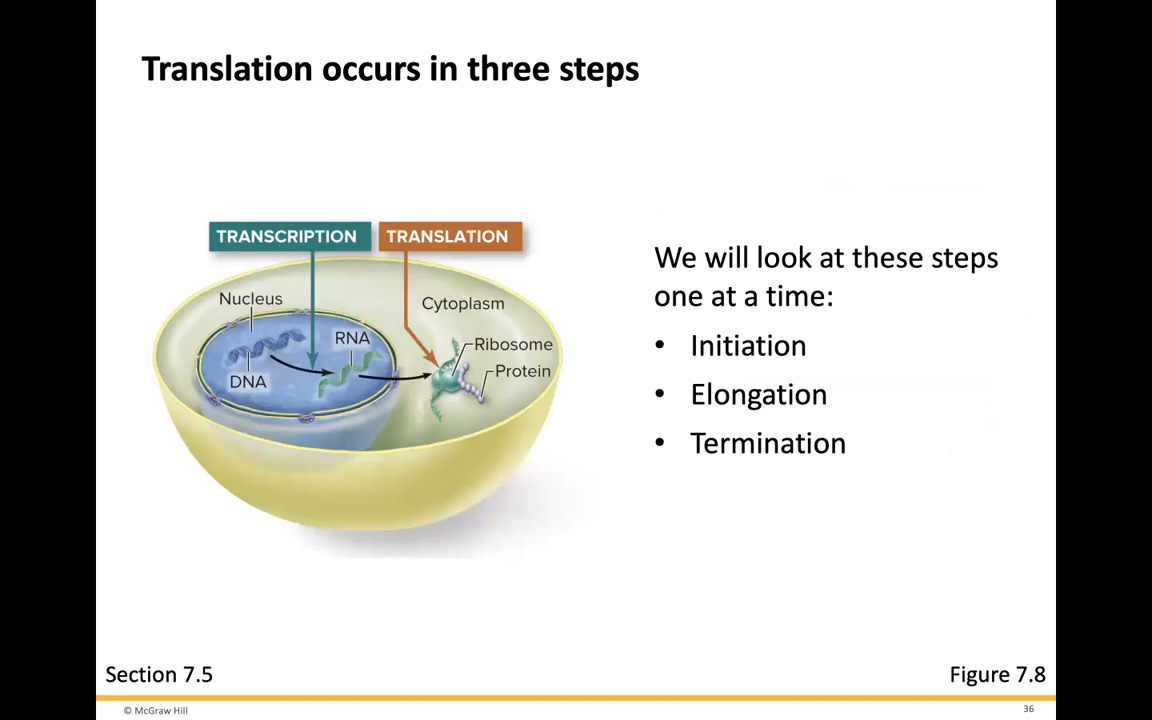 Translation occurs in three steps
TRANSCRIPTION
TRANSLATION
Nucleus
Cytoplasm
RNA
Ribosome
DNA
Protein
We will look at these steps
one at a time:
• Initiation
• Elongation
• Termination
Section 7.5
Figure 7.8
© McGraw Hill
36